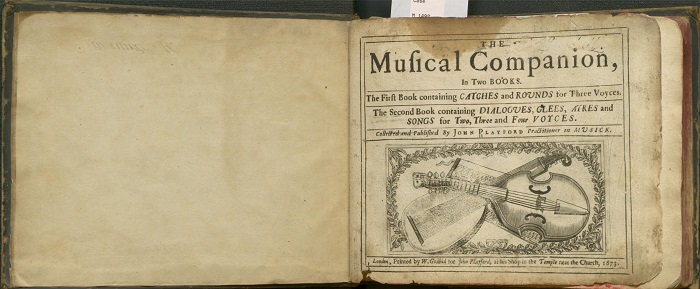 THE
Muſical Companion,
In Two BOOKS.
The Firſt Book containing CATCHES and ROUNDS for Three Voyces.
The Second Book containing DIALOGUES, GLEES, AYRES and
SONGS for Two, Three and Four VOYCES.
Collected and Publiſhed By JOHN PLAYFORD Practitioner in MUSICK.
London, Printed by W. Godbid for John Playford, at his Shop in the Temple near the Church, 1673.